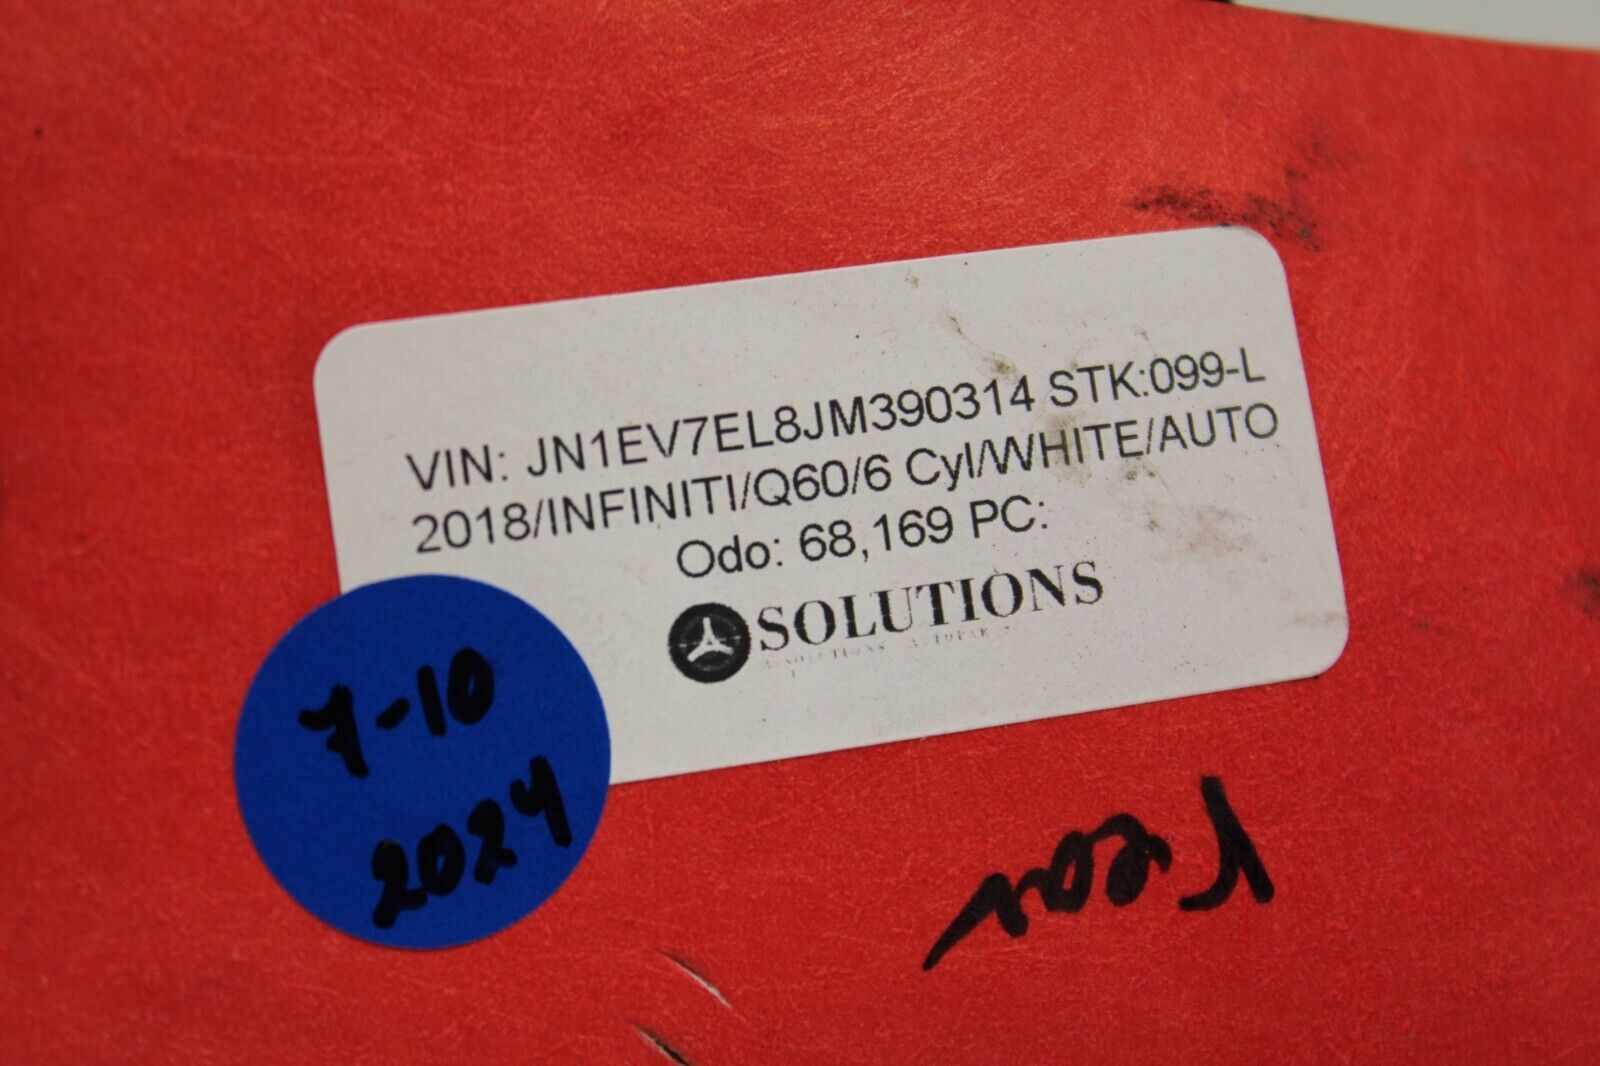 VIN: JN1EV7EL8JM390314 STK:099-L
2018/INFINITI/Q60/6 Cyl/WHITE/AUTO
Odo: 68,169 PC:
SOLUTIONS
7-10
2024
rear